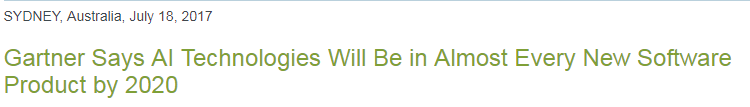 SYDNEY, Australia, July 18, 2017
Gartner Says AI Technologies Will Be in Almost Every New Software
Product by 2020